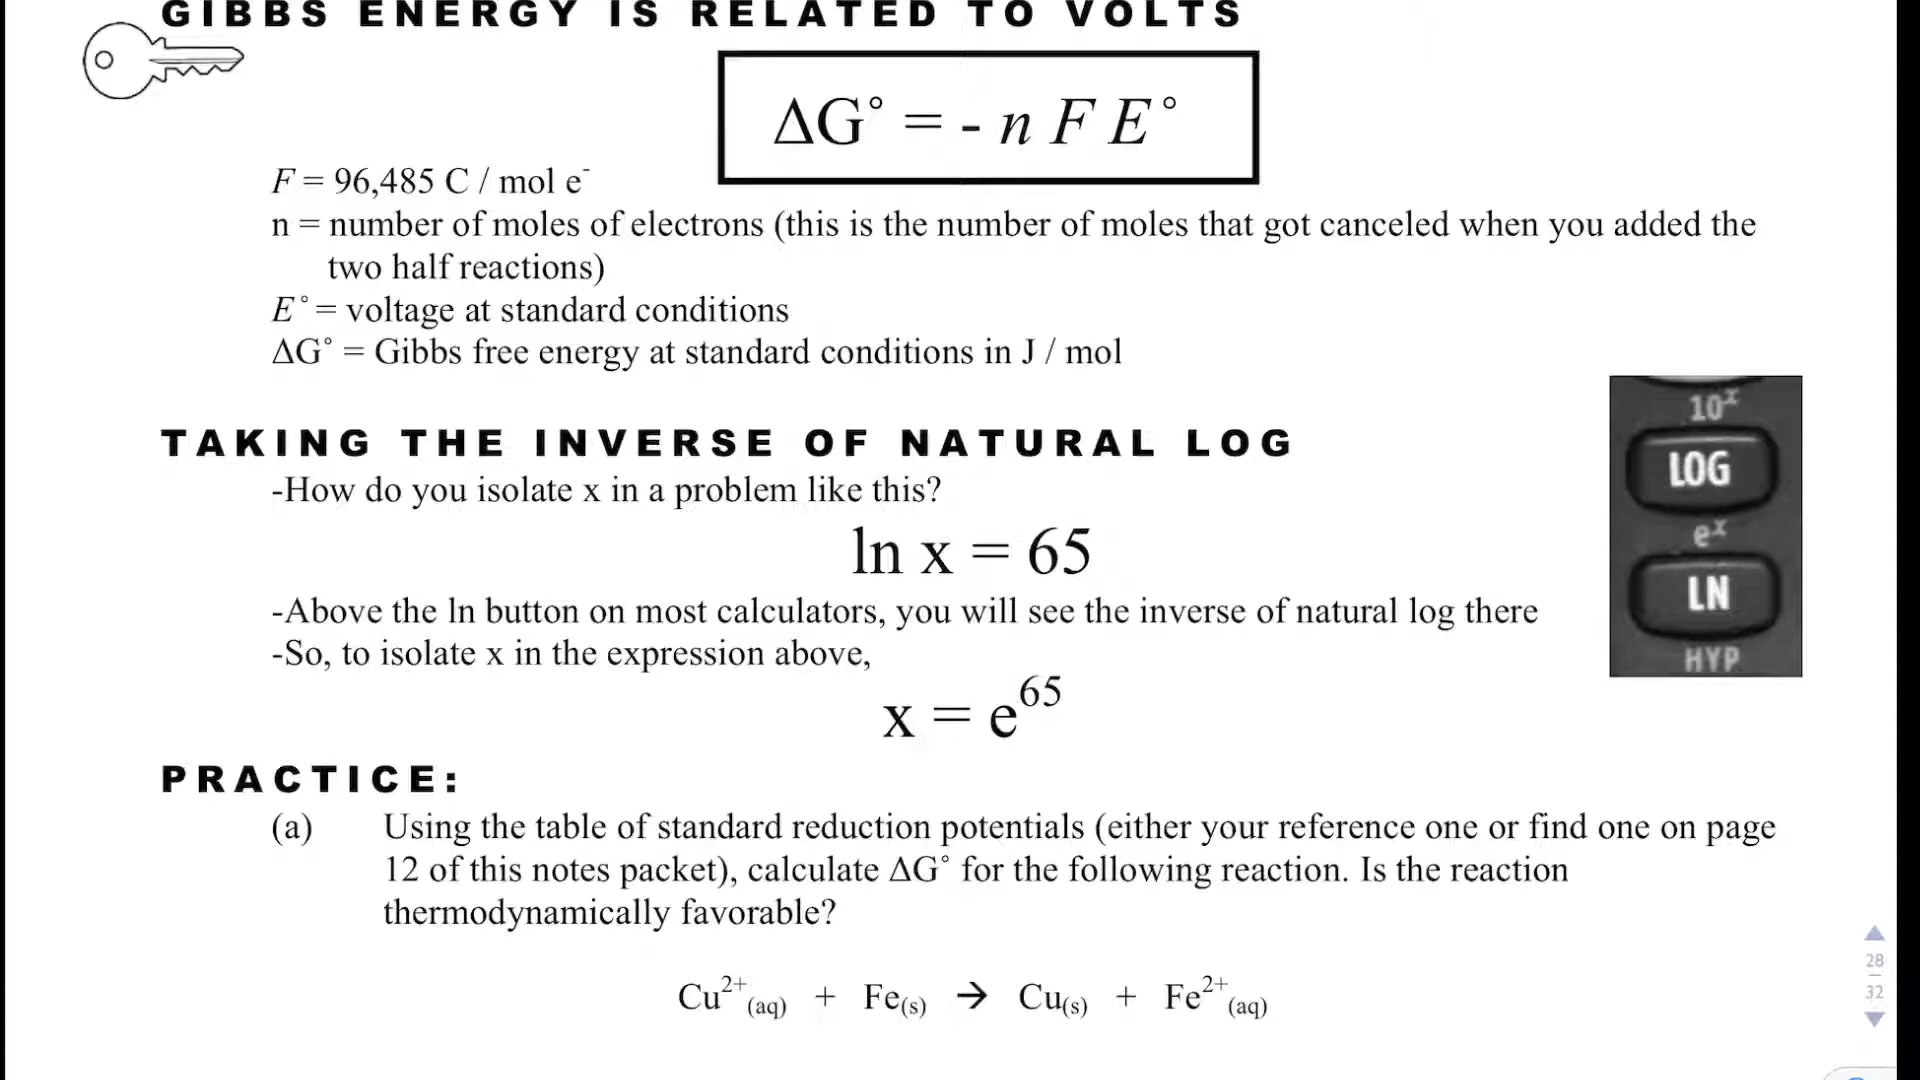 GIBBS ENERGY IS RELATED TO VOLTS
ΔG° = - n F E°
F = 96,485 C / mol e⁻
n = number of moles of electrons (this is the number of moles that got canceled when you added the
two half reactions)
E° = voltage at standard conditions
ΔG° = Gibbs free energy at standard conditions in J / mol
TAKING THE INVERSE OF NATURAL LOG
-How do you isolate x in a problem like this?
ln x = 65
-Above the ln button on most calculators, you will see the inverse of natural log there
-So, to isolate x in the expression above,
x = e⁶⁵
10ˣ
LOG
eˣ
LN
HYP
PRACTICE:
(a) Using the table of standard reduction potentials (either your reference one or find one on page
12 of this notes packet), calculate ΔG° for the following reaction. Is the reaction
thermodynamically favorable?
Cu²⁺(aq) + Fe(s) → Cu(s) + Fe²⁺(aq)
28
32